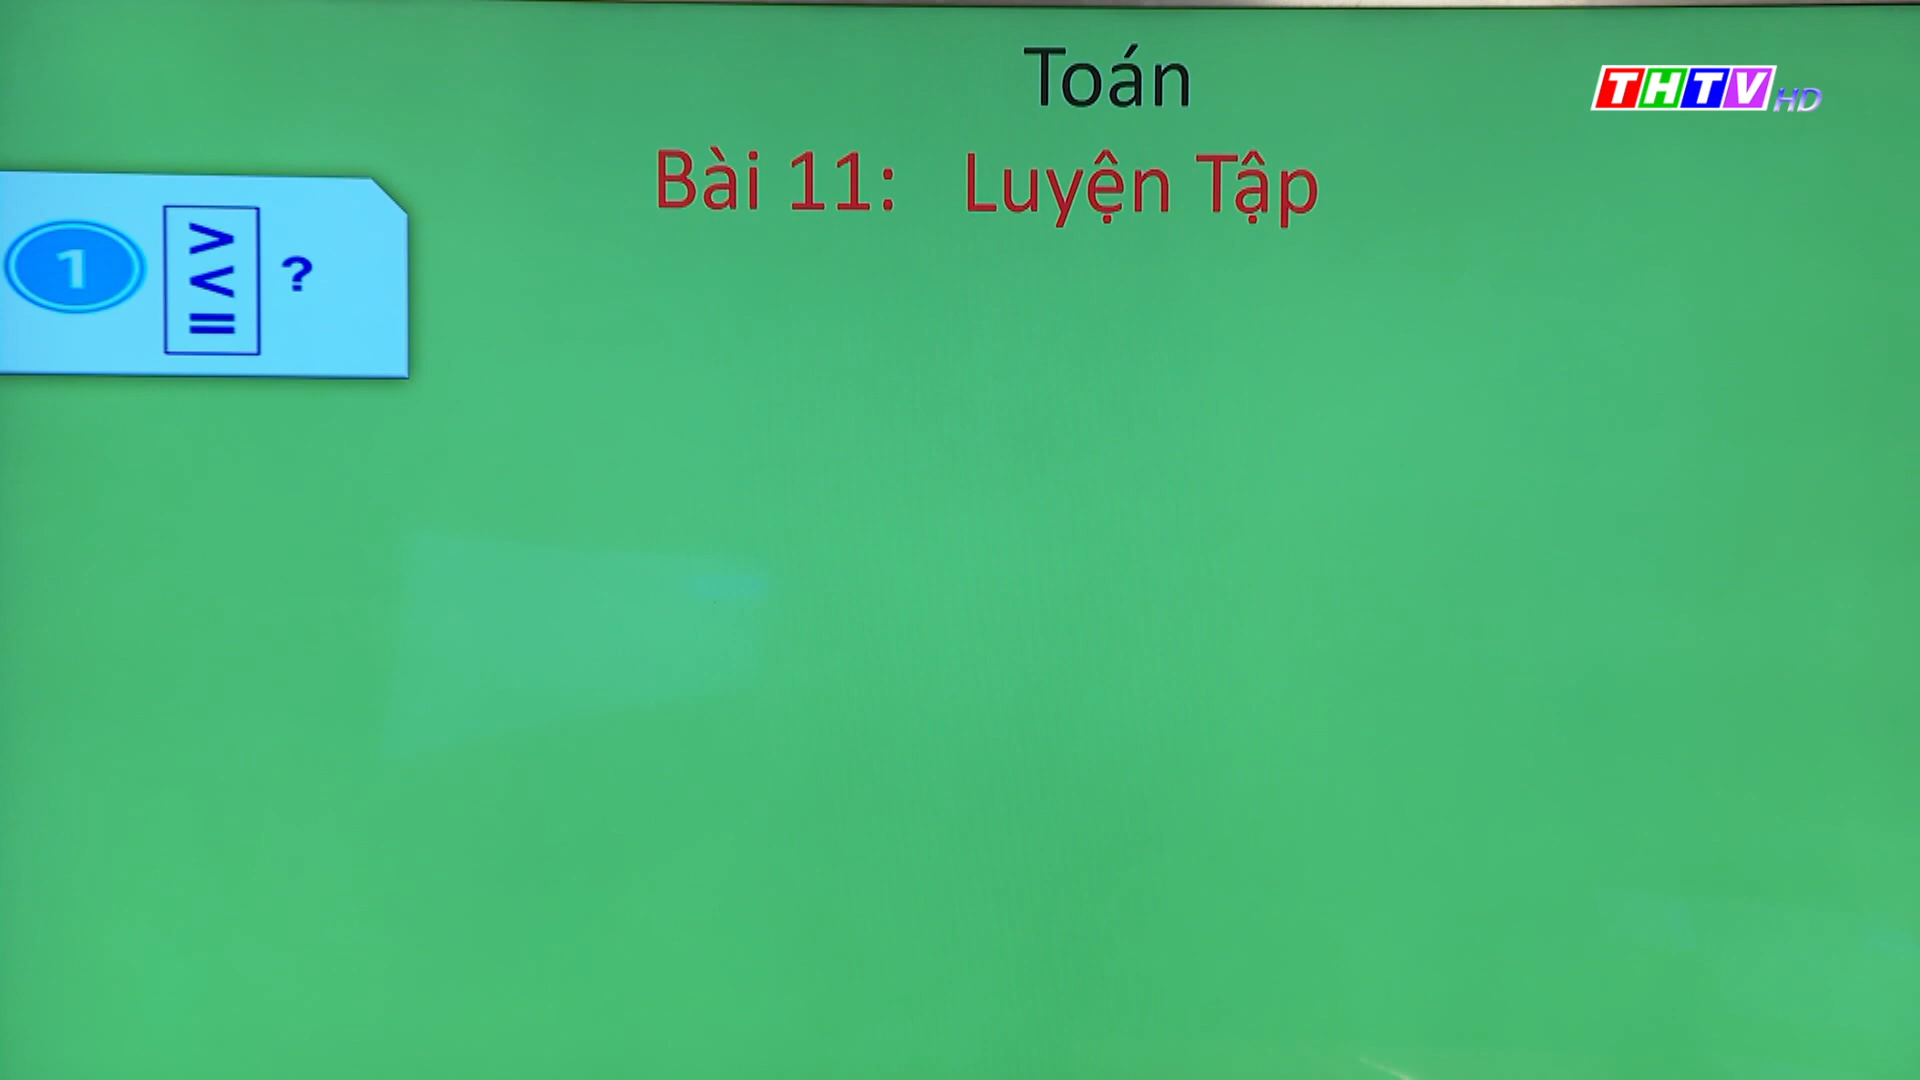 Toán
THTV HD
Bài 11: Luyện Tập
1
>
<
=
?